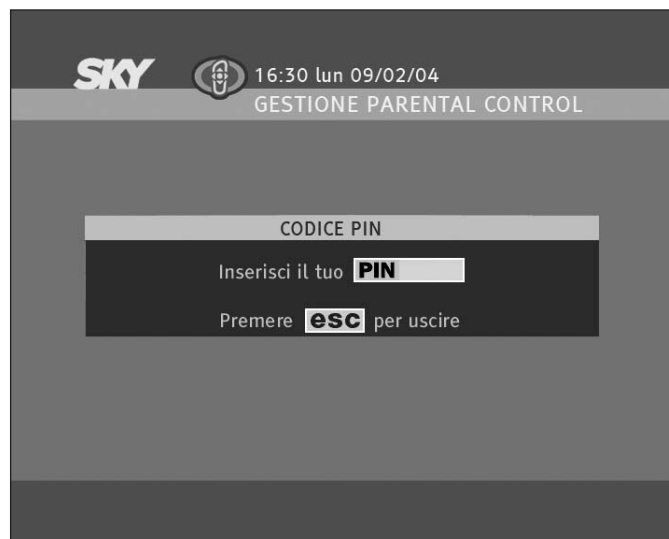 SKY
16:30 lun 09/02/04
GESTIONE PARENTAL CONTROL
CODICE PIN
Inserisci il tuo PIN
Premere esc per uscire